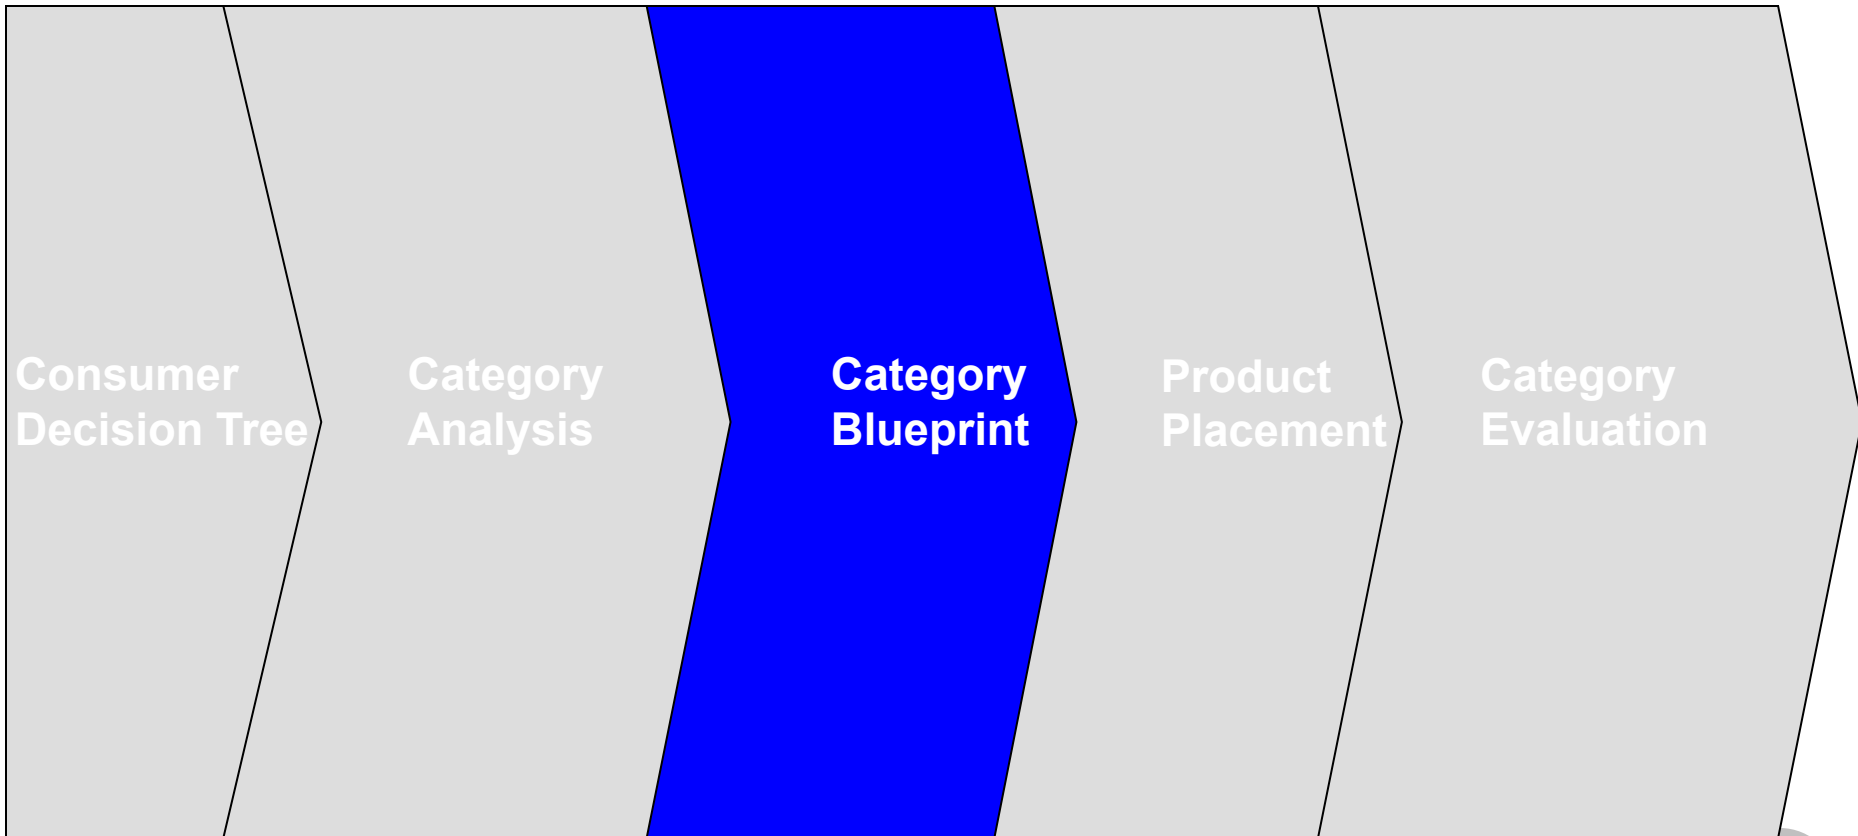 Consumer
Decision Tree
Category
Analysis
Category
Blueprint
Product
Placement
Category
Evaluation